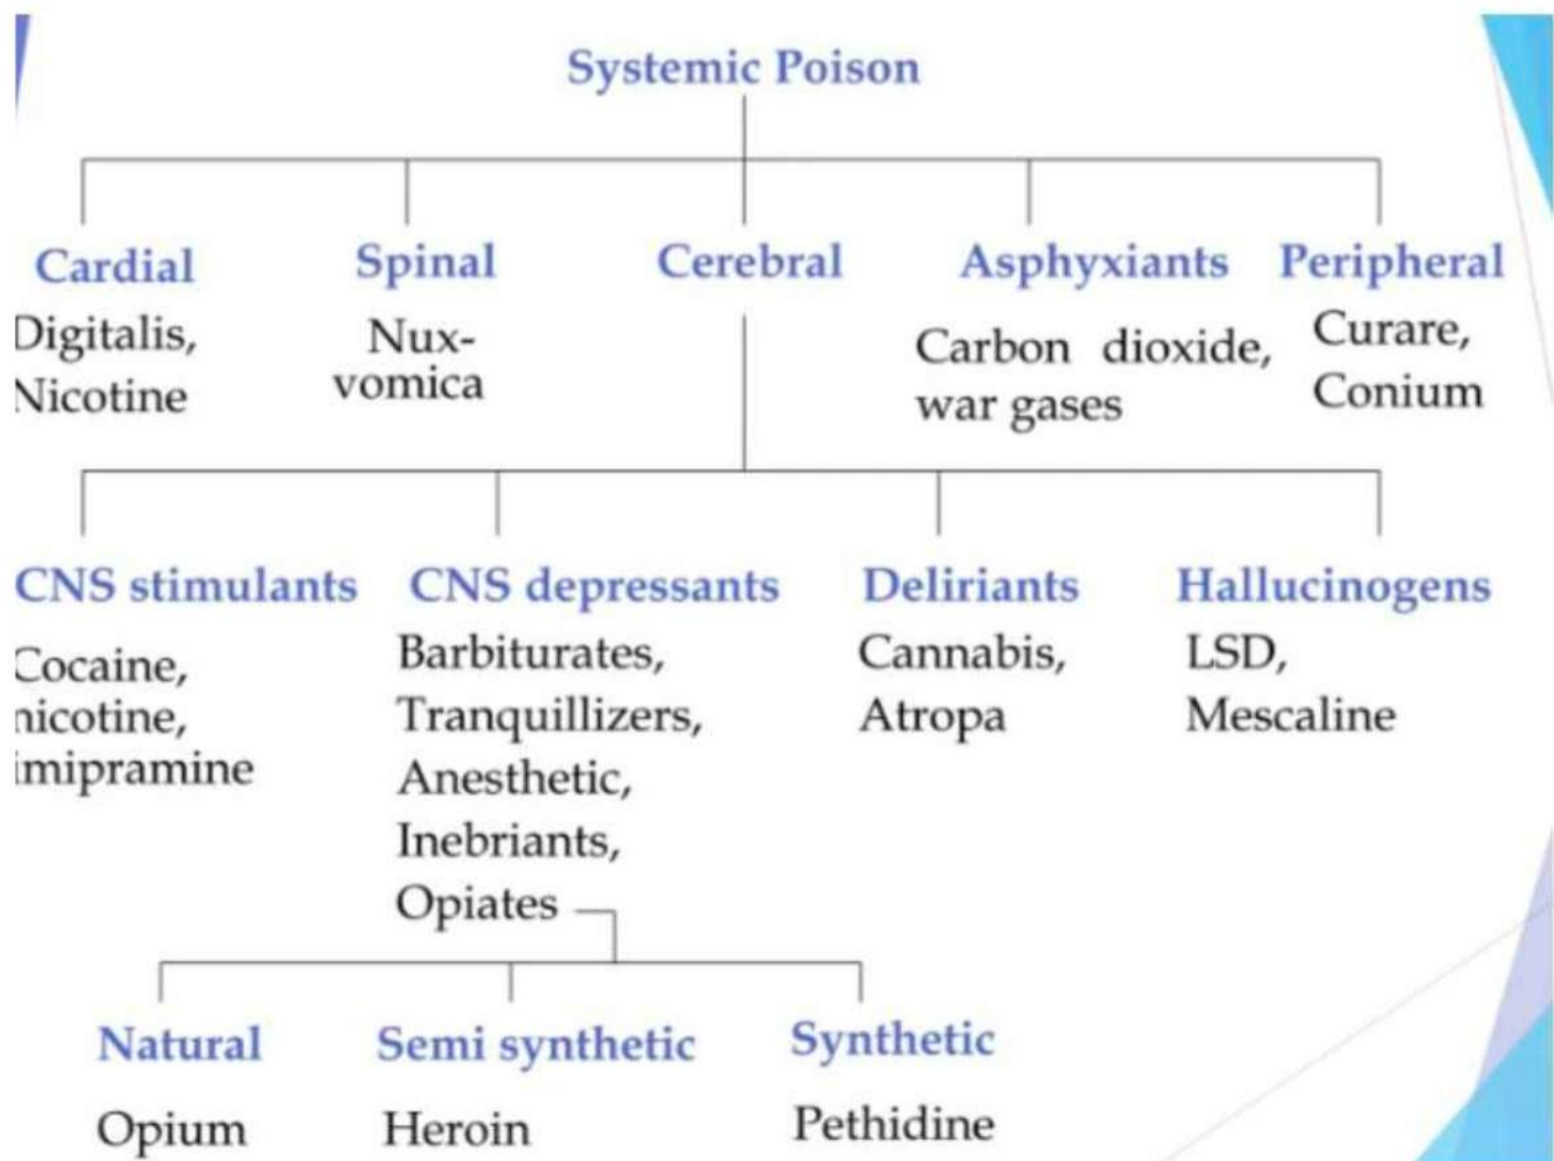 Systemic Poison
Cardial
Spinal
Cerebral
Asphyxiants
Peripheral
Digitalis,
Nicotine
Nux-
vomica
Carbon dioxide,
war gases
Curare,
Conium
CNS stimulants
CNS depressants
Deliriants
Hallucinogens
Cocaine,
nicotine,
imipramine
Barbiturates,
Tranquillizers,
Anesthetic,
Inebriants,
Opiates
Cannabis,
Atropa
LSD,
Mescaline
Natural
Semi synthetic
Synthetic
Opium
Heroin
Pethidine